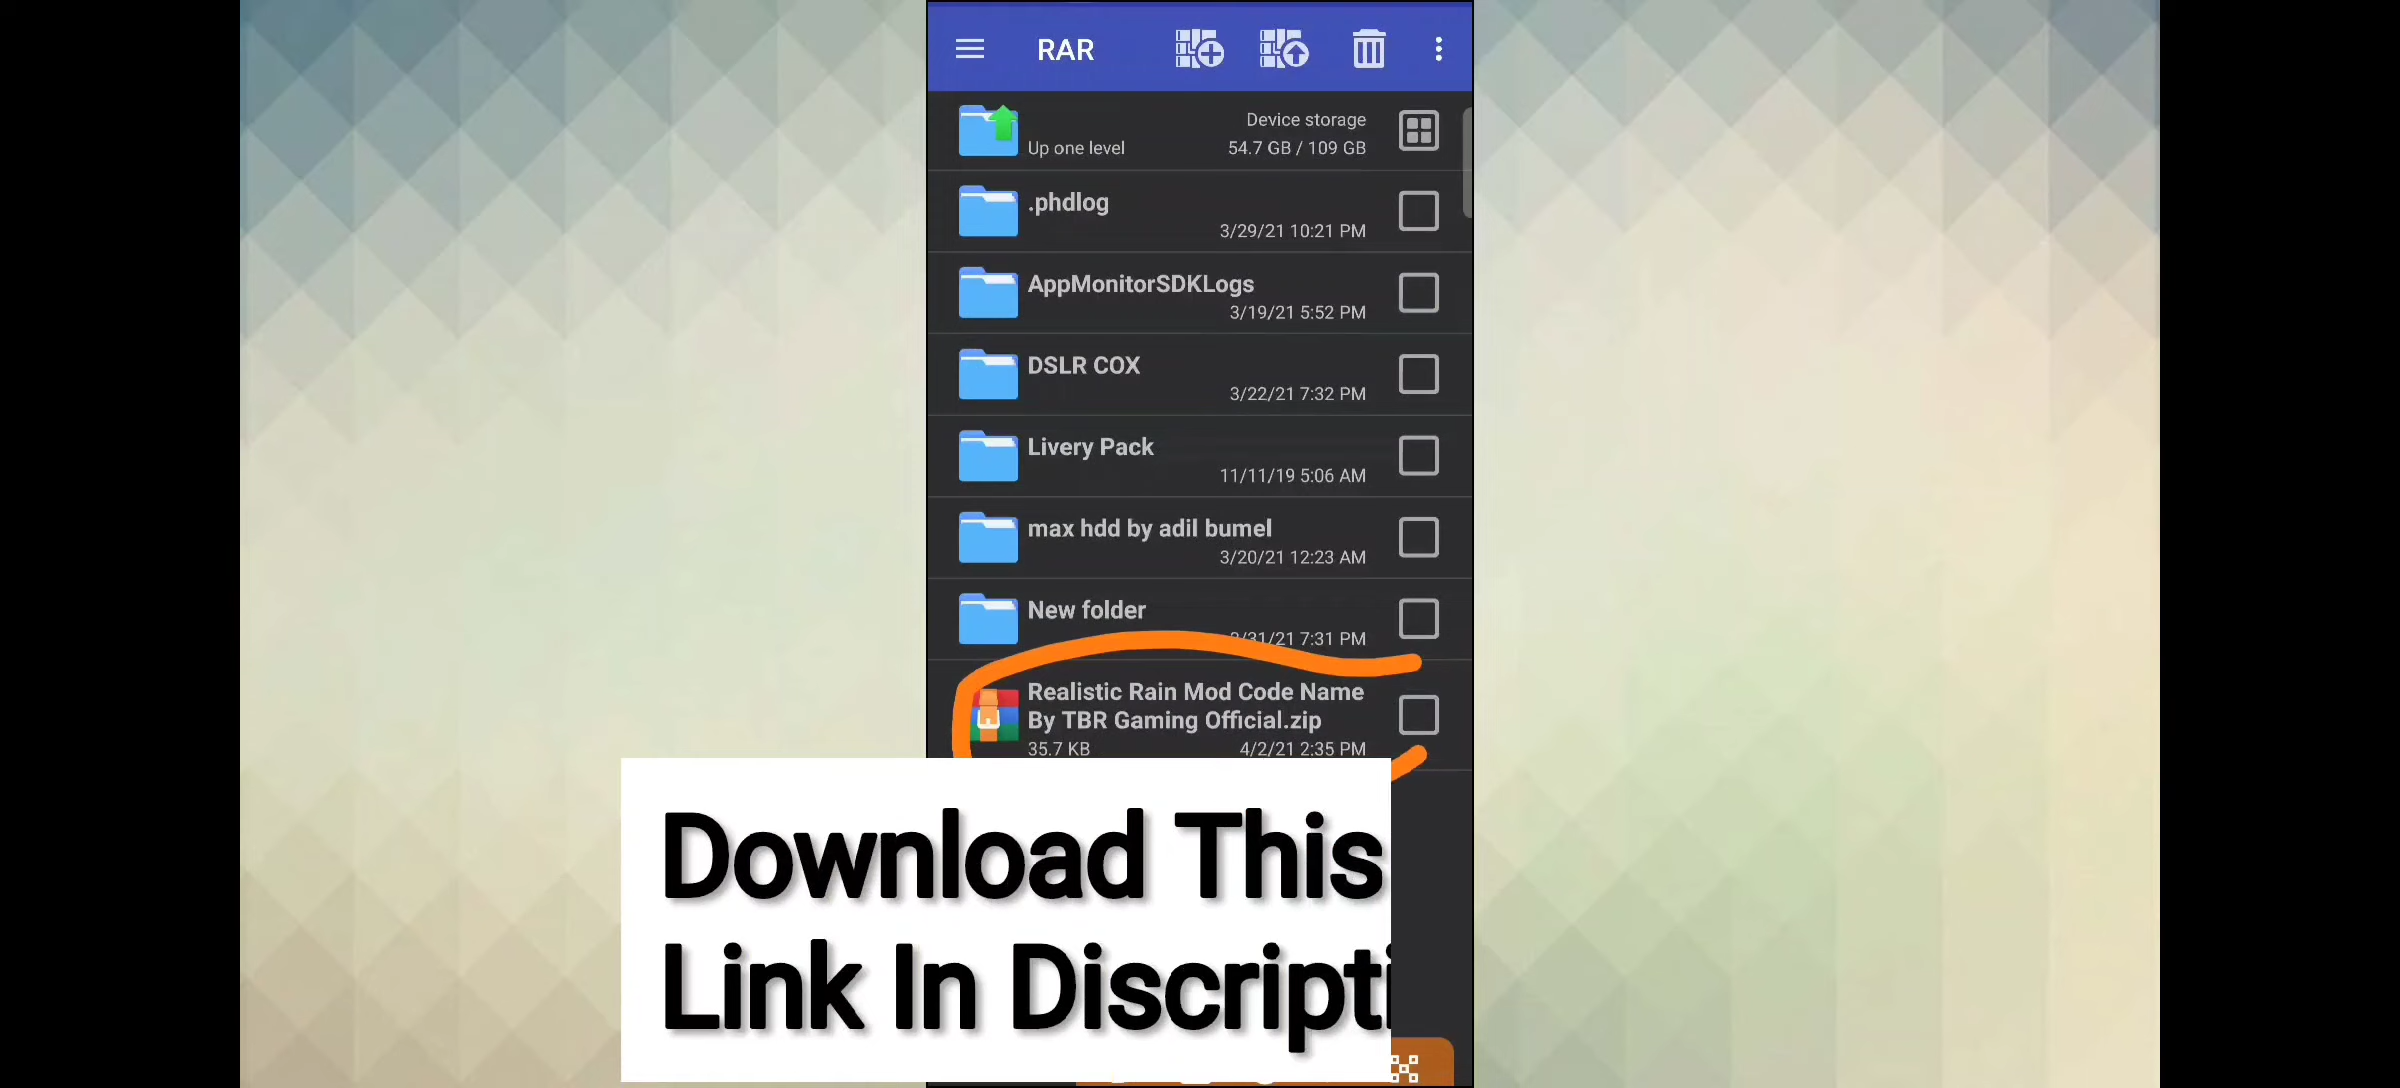 RAR
Device storage
Up one level
54.7 GB / 109 GB
.phdlog
3/29/21 10:21 PM
AppMonitorSDKLogs
3/19/21 5:52 PM
DSLR COX
3/22/21 7:32 PM
Livery Pack
11/11/19 5:06 AM
max hdd by adil bumel
3/20/21 12:23 AM
New folder
/31/21 7:31 PM
Realistic Rain Mod Code Name
By TBR Gaming Official.zip
35.7 KB
4/2/21 2:35 PM
Download This
Link In Discripti